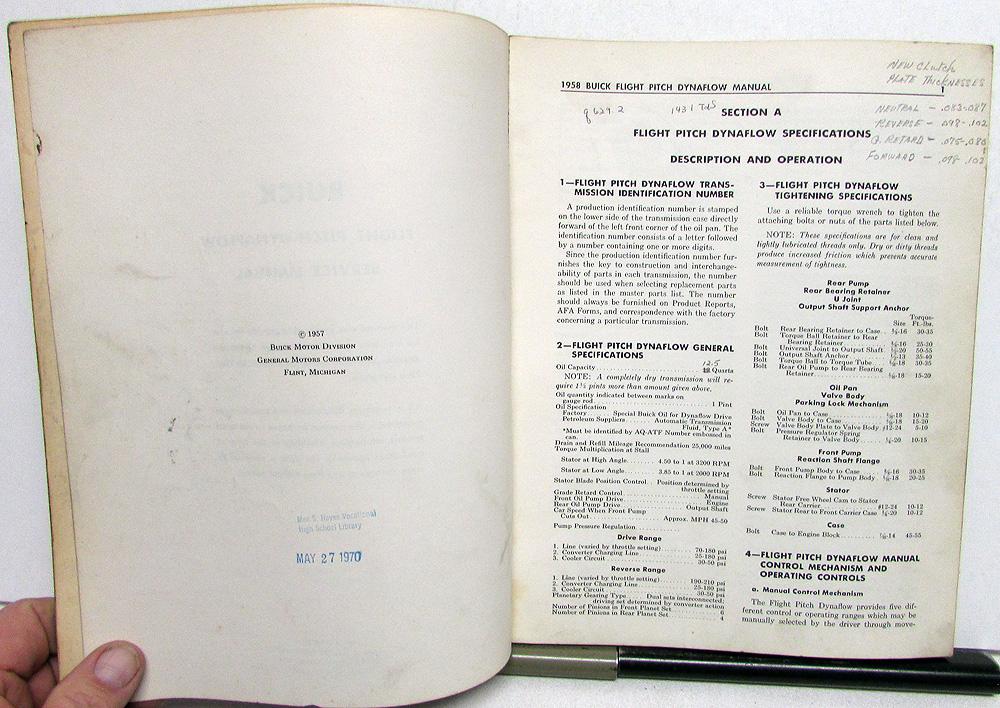 © 1957
BUICK MOTOR DIVISION
GENERAL MOTORS CORPORATION
FLINT, MICHIGAN
High School Library
MAY 27 1970
NEW Clutch
PLATE THICKNESSES
1958 BUICK FLIGHT PITCH DYNAFLOW MANUAL 1
629.2 1431 TdS
NEUTRAL - .083-.087
REVERSE - .098-.102
G. RETARD - .075-.080
FORWARD - .098-.102
SECTION A
FLIGHT PITCH DYNAFLOW SPECIFICATIONS
DESCRIPTION AND OPERATION
1—FLIGHT PITCH DYNAFLOW TRANS-
MISSION IDENTIFICATION NUMBER
A production identification number is stamped
on the lower side of the transmission case directly
forward of the left front corner of the oil pan. The
identification number consists of a letter followed
by a number containing one or more digits.
Since the production identification number fur-
nishes the key to construction and interchange-
ability of parts in each transmission, the number
should be used when selecting replacement parts
as listed in the master parts list. The number
should always be furnished on Product Reports,
AFA Forms, and correspondence with the factory
concerning a particular transmission.
2—FLIGHT PITCH DYNAFLOW GENERAL
SPECIFICATIONS
12.5
Oil Capacity Quarts
NOTE: A completely dry transmission will re-
quire 1½ pints more than amount given above.
Oil quantity indicated between marks on
gauge rod 1 Pint
Oil Specification
Factory Special Buick Oil for Dynaflow Drive
Petroleum Suppliers Automatic Transmission
Fluid, Type A*
*Must be identified by AQ-ATF Number embossed in
can.
Drain and Refill Mileage Recommendation 25,000 miles
Torque Multiplication at Stall
Stator at High Angle 4.50 to 1 at 3200 RPM
Stator at Low Angle 3.85 to 1 at 2000 RPM
Stator Blade Position Control Position determined by
throttle setting
Grade Retard Control Manual
Front Oil Pump Drive Engine
Rear Oil Pump Drive Output Shaft
Car Speed When Front Pump
Cuts Out Approx. MPH 45-50
Pump Pressure Regulation
Drive Range
1. Line (varied by throttle setting) 70-180 psi
2. Converter Charging Line 25-180 psi
3. Cooler Circuit 30-50 psi
Reverse Range
1. Line (varied by throttle setting) 190-210 psi
2. Converter Charging Line 25-180 psi
3. Cooler Circuit 30-50 psi
Planetary Gearing Type Dual sets interconnected;
driving set determined by converter action
Number of Pinions in Front Planet Set 6
Number of Pinions in Rear Planet Set 4
3—FLIGHT PITCH DYNAFLOW
TIGHTENING SPECIFICATIONS
Use a reliable torque wrench to tighten the
attaching bolts or nuts of the parts listed below.
NOTE: These specifications are for clean and
lightly lubricated threads only. Dry or dirty threads
produce increased friction which prevents accurate
measurement of tightness.
Rear Pump
Rear Bearing Retainer
U Joint
Output Shaft Support Anchor
Torque-
Size Ft.-lbs.
Bolt Rear Bearing Retainer to Case 30-35
Bolt Torque Ball Retainer to Rear
Bearing Retainer 25-30
Bolt Universal Joint to Output Shaft 50-55
Bolt Output Shaft Anchor 35-40
Bolt Torque Ball to Torque Tube 30-35
Bolt Rear Oil Pump to Rear Bearing
Retainer 15-20
Oil Pan
Valve Body
Parking Lock Mechanism
Bolt Oil Pan to Case 10-12
Bolt Valve Body to Case 15-20
Screw Valve Body Plate to Valve Body #12-24 5-10
Bolt Pressure Regulator Spring
Retainer to Valve Body 10-15
Front Pump
Reaction Shaft Flange
Bolt Front Pump Body to Case 30-35
Bolt Reaction Flange to Pump Body 20-25
Stator
Screw Stator Free Wheel Cam to Stator
Rear Carrier #12-24 10-12
Screw Stator Rear to Front Carrier Case 10-12
Case
Bolt Case to Engine Block 45-55
4—FLIGHT PITCH DYNAFLOW MANUAL
CONTROL MECHANISM AND
OPERATING CONTROLS
a. Manual Control Mechanism
The Flight Pitch Dynaflow provides five dif-
ferent control or operating ranges which may be
manually selected by the driver through move-